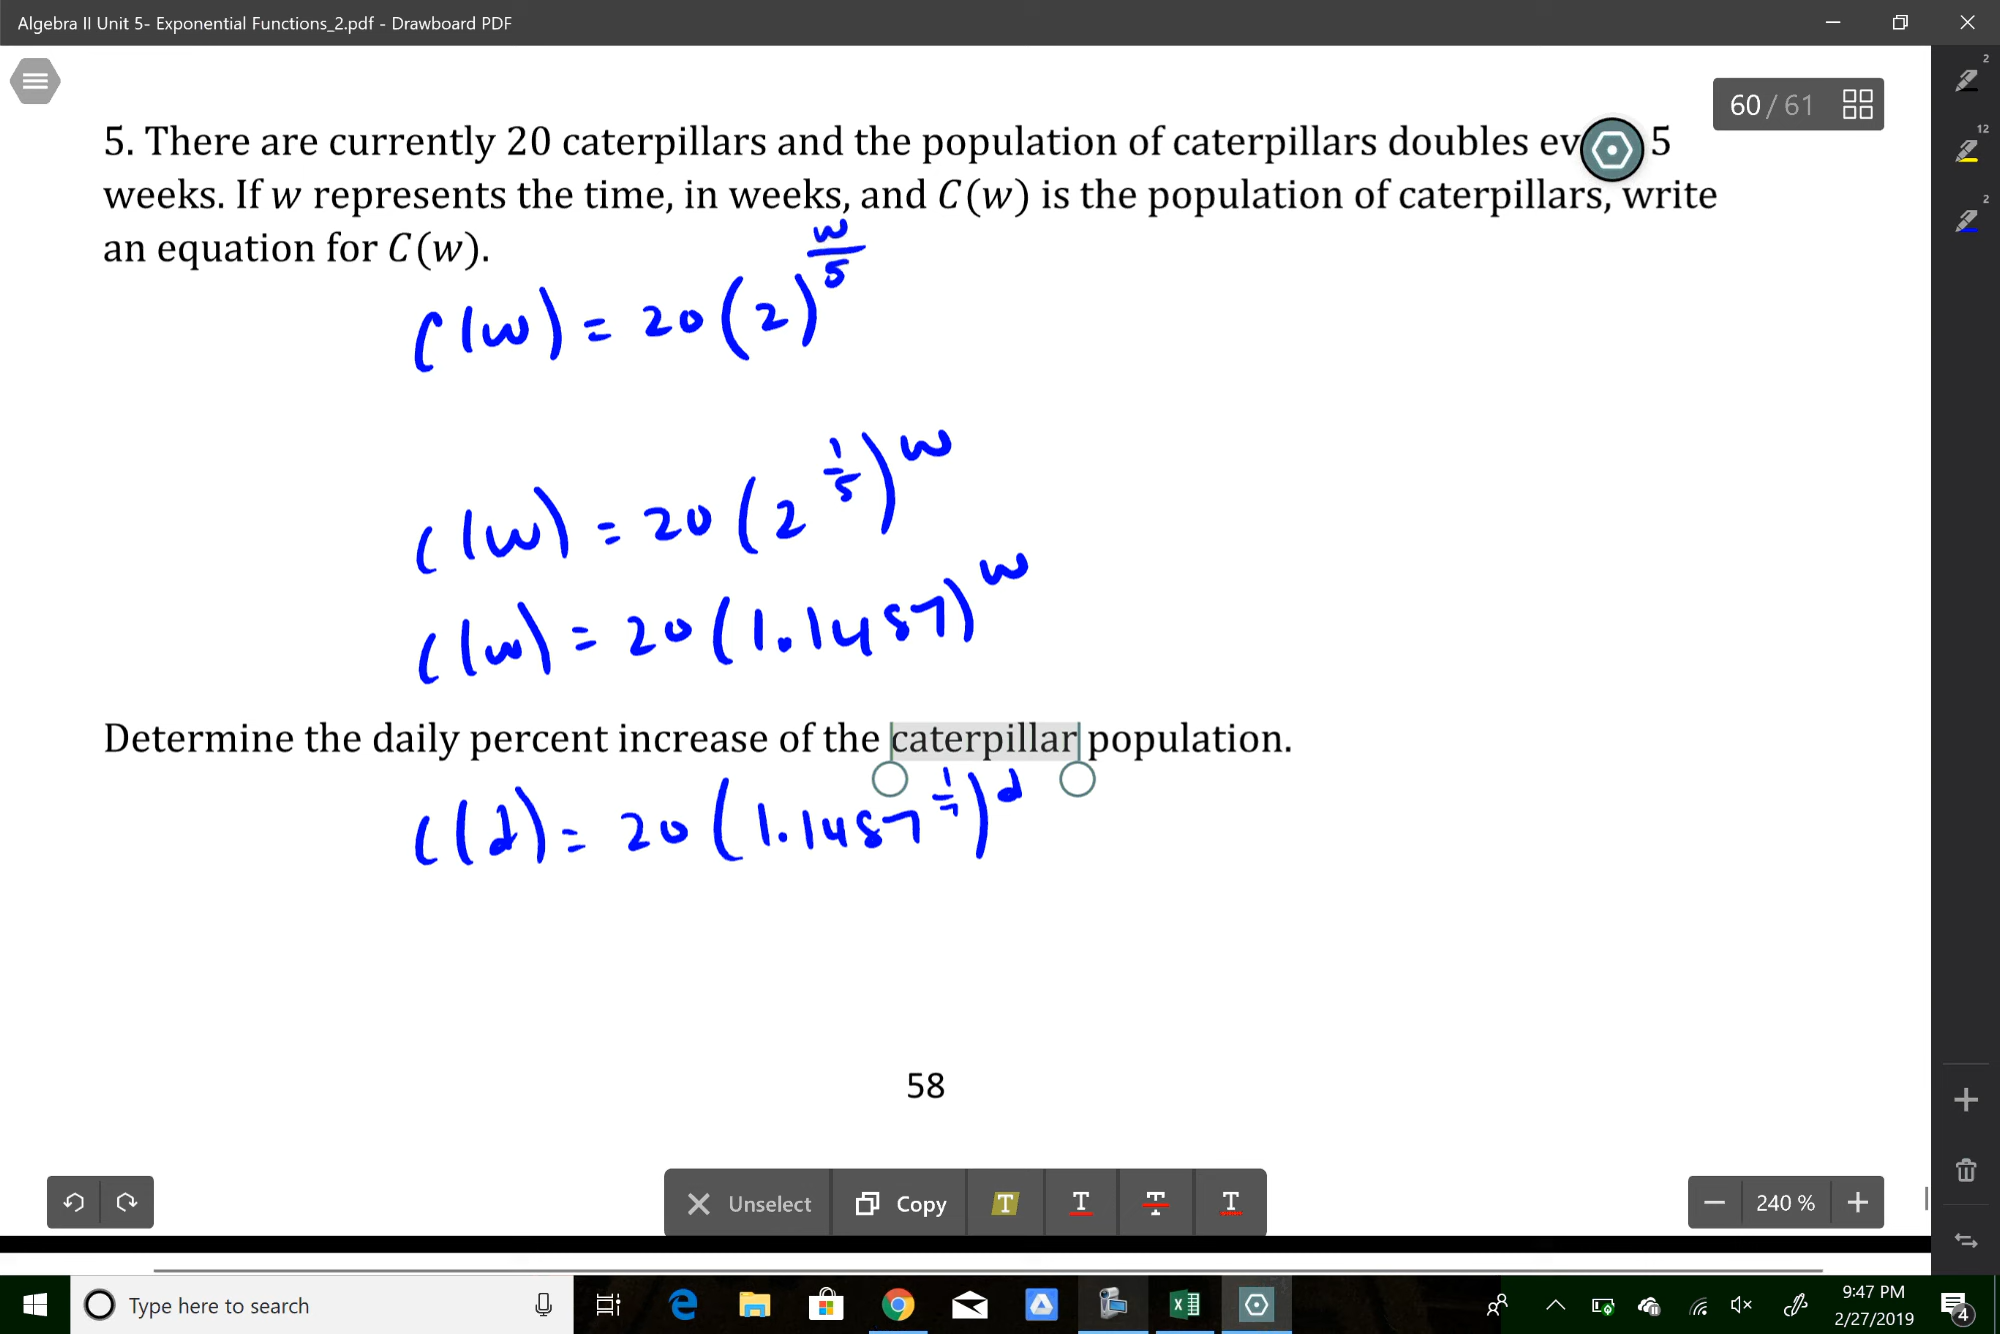 Algebra II Unit 5- Exponential Functions_2.pdf - Drawboard PDF
60 / 61
2
12
2
5. There are currently 20 caterpillars and the population of caterpillars doubles ev 5
weeks. If w represents the time, in weeks, and C(w) is the population of caterpillars, write
an equation for C(w).
C(w) = 20(2)^(w/5)
C(w) = 20(2^(1/5))^w
C(w) = 20(1.1487)^w
Determine the daily percent increase of the caterpillar population.
C(d) = 20(1.1487^(1/7))^d
58
Unselect Copy T T T T
240 %
Type here to search
9:47 PM
2/27/2019
4